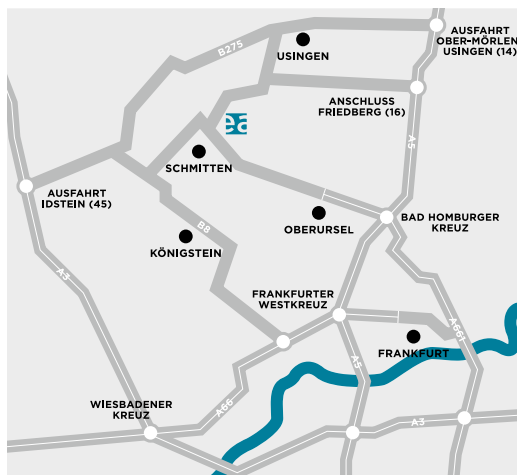 AUSFAHRT
OBER-MÖRLEN
USINGEN (14)
B275
USINGEN
ANSCHLUSS
FRIEDBERG (16)
ea
A5
SCHMITTEN
AUSFAHRT
IDSTEIN (45)
B8
OBERURSEL
BAD HOMBURGER
KREUZ
KÖNIGSTEIN
A3
FRANKFURTER
WESTKREUZ
A661
FRANKFURT
A5
A66
WIESBADENER
KREUZ
A3